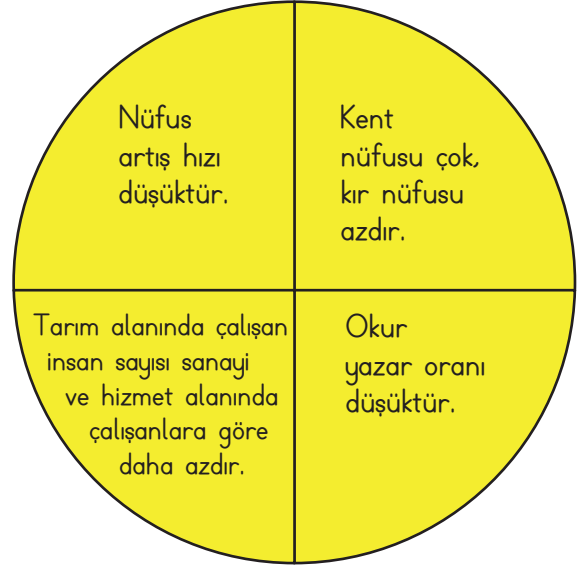 Nüfus
artış hızı
düşüktür.
Kent
nüfusu çok,
kır nüfusu
azdır.
Tarım alanında çalışan
insan sayısı sanayi
ve hizmet alanında
çalışanlara göre
daha azdır.
Okur
yazar oranı
düşüktür.